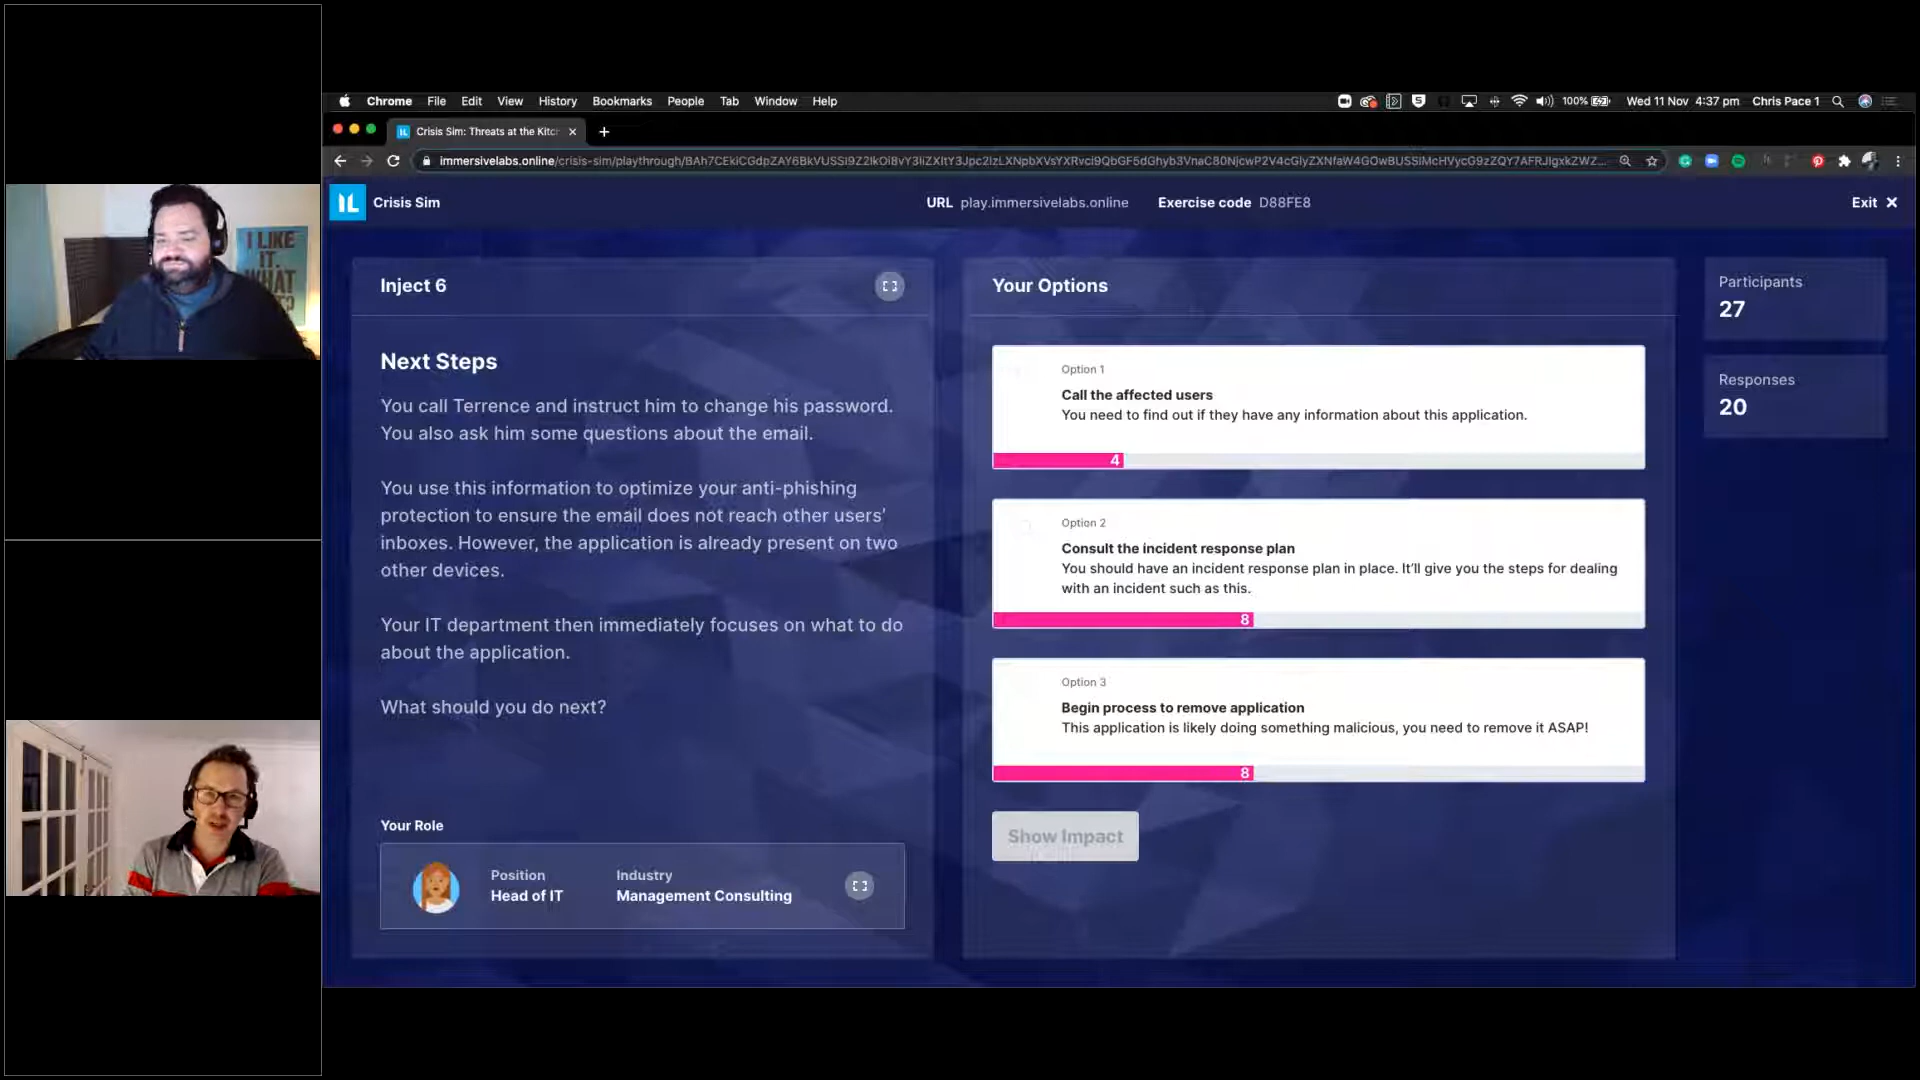 I LIKE
IT.
WHAT
Chrome File Edit View History Bookmarks People Tab Window Help
100% Wed 11 Nov 4:37 pm Chris Pace 1
Crisis Sim: Threats at the Kitch
Crisis Sim
URL play.immersivelabs.online Exercise code D88FE8
Exit
Inject 6
Next Steps
You call Terrence and instruct him to change his password.
You also ask him some questions about the email.
You use this information to optimize your anti-phishing
protection to ensure the email does not reach other users'
inboxes. However, the application is already present on two
other devices.
Your IT department then immediately focuses on what to do
about the application.
What should you do next?
Your Role
Position
Head of IT
Industry
Management Consulting
Your Options
Option 1
Call the affected users
You need to find out if they have any information about this application.
4
Option 2
Consult the incident response plan
You should have an incident response plan in place. It'll give you the steps for dealing
with an incident such as this.
8
Option 3
Begin process to remove application
This application is likely doing something malicious, you need to remove it ASAP!
8
Show Impact
Participants
27
Responses
20